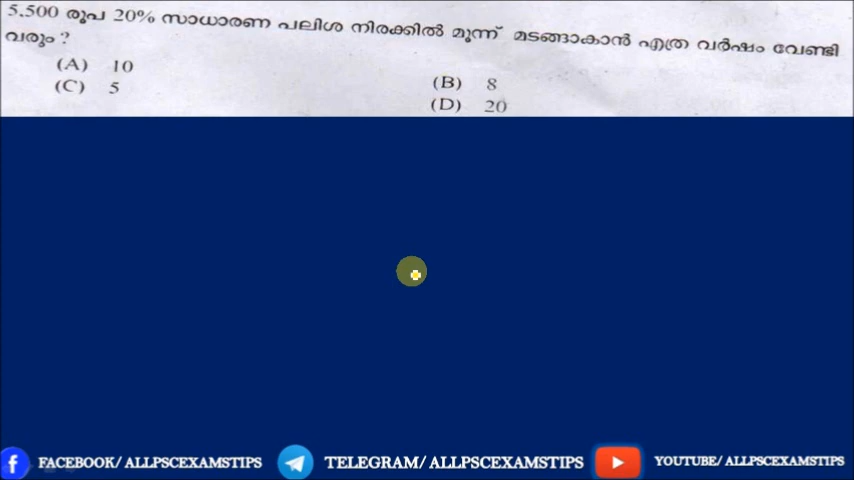 5.500 രൂപ 20% സാധാരണ പലിശ നിരക്കിൽ മൂന്ന് മടങ്ങാകാൻ എത്ര വർഷം വേണ്ടി
വരും ?
(A) 10
(B) 8
(C) 5
(D) 20
FACEBOOK/ ALLPSCEXAMSTIPS TELEGRAM/ ALLPSCEXAMSTIPS YOUTUBE/ ALLPSCEXAMSTIPS